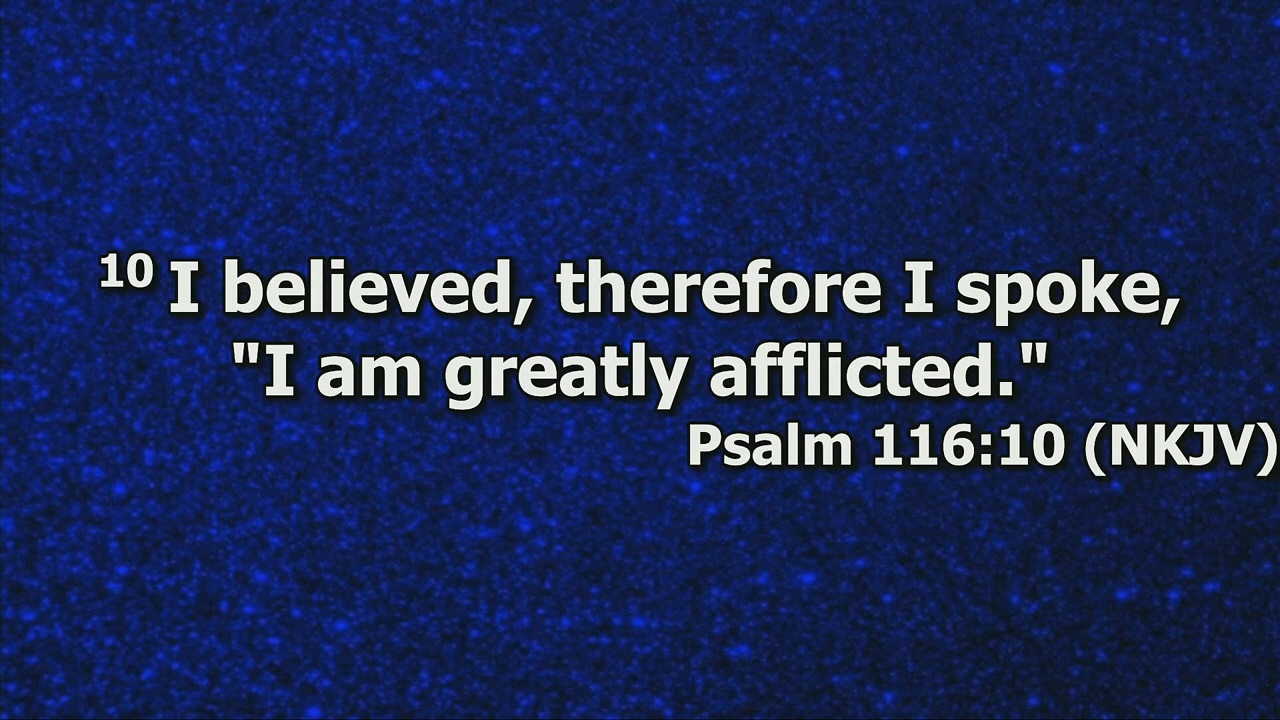 10 I believed, therefore I spoke,
"I am greatly afflicted."
Psalm 116:10 (NKJV)